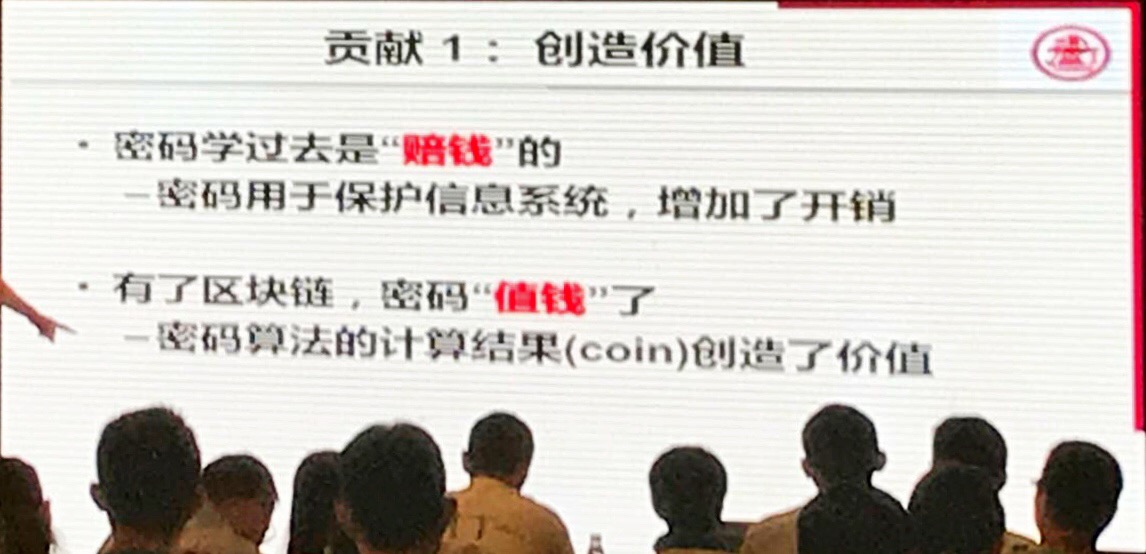 贡献 1： 创造价值
· 密码学过去是“赔钱”的
–密码用于保护信息系统，增加了开销
· 有了区块链，密码“值钱”了
–密码算法的计算结果(coin)创造了价值